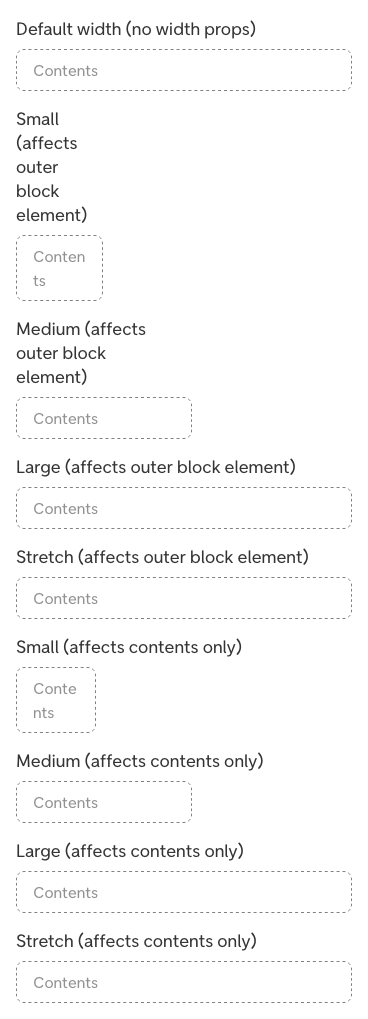 Default width (no width props)
Contents
Small
(affects
outer
block
element)
Conten
ts
Medium (affects
outer block
element)
Contents
Large (affects outer block element)
Contents
Stretch (affects outer block element)
Contents
Small (affects contents only)
Conte
nts
Medium (affects contents only)
Contents
Large (affects contents only)
Contents
Stretch (affects contents only)
Contents